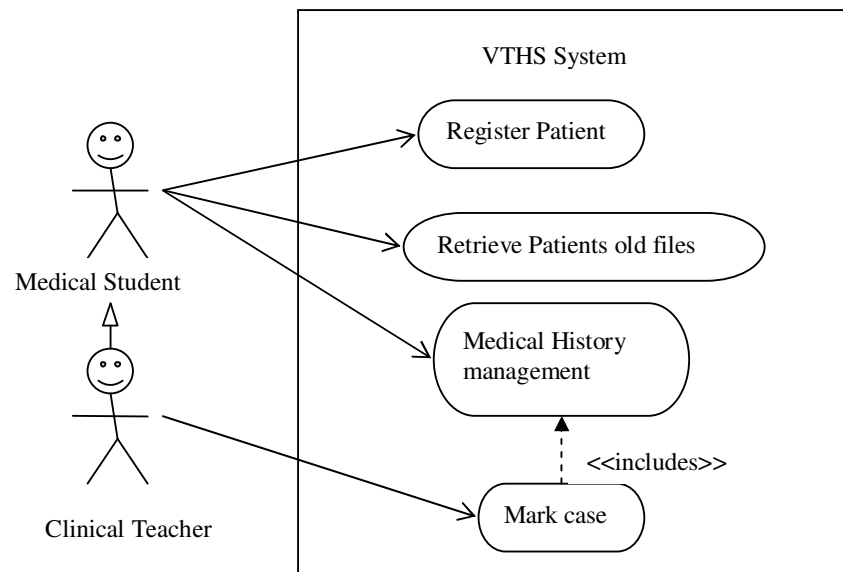 VTHS System
Register Patient
Retrieve Patients old files
Medical Student
Medical History
management
<<includes>>
Mark case
Clinical Teacher